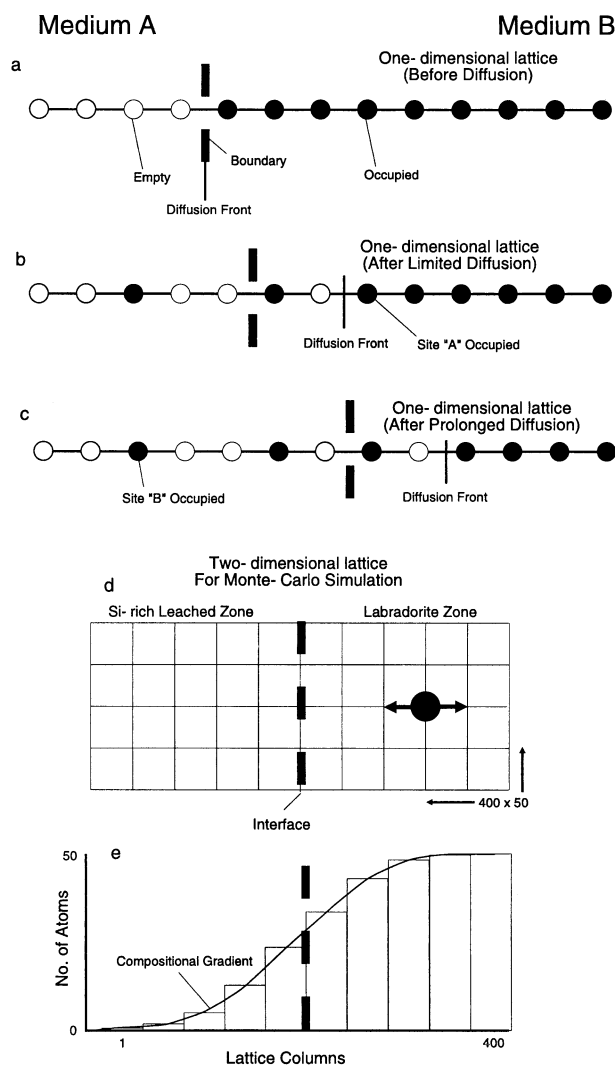 Medium A
Medium B
a
One- dimensional lattice
(Before Diffusion)
Empty
Boundary
Occupied
Diffusion Front
b
One- dimensional lattice
(After Limited Diffusion)
Diffusion Front
Site "A" Occupied
c
One- dimensional lattice
(After Prolonged Diffusion)
Site "B" Occupied
Diffusion Front
Two- dimensional lattice
For Monte- Carlo Simulation
d
Si- rich Leached Zone
Labradorite Zone
400 x 50
Interface
e
50
No. of Atoms
Compositional Gradient
0
1
400
Lattice Columns